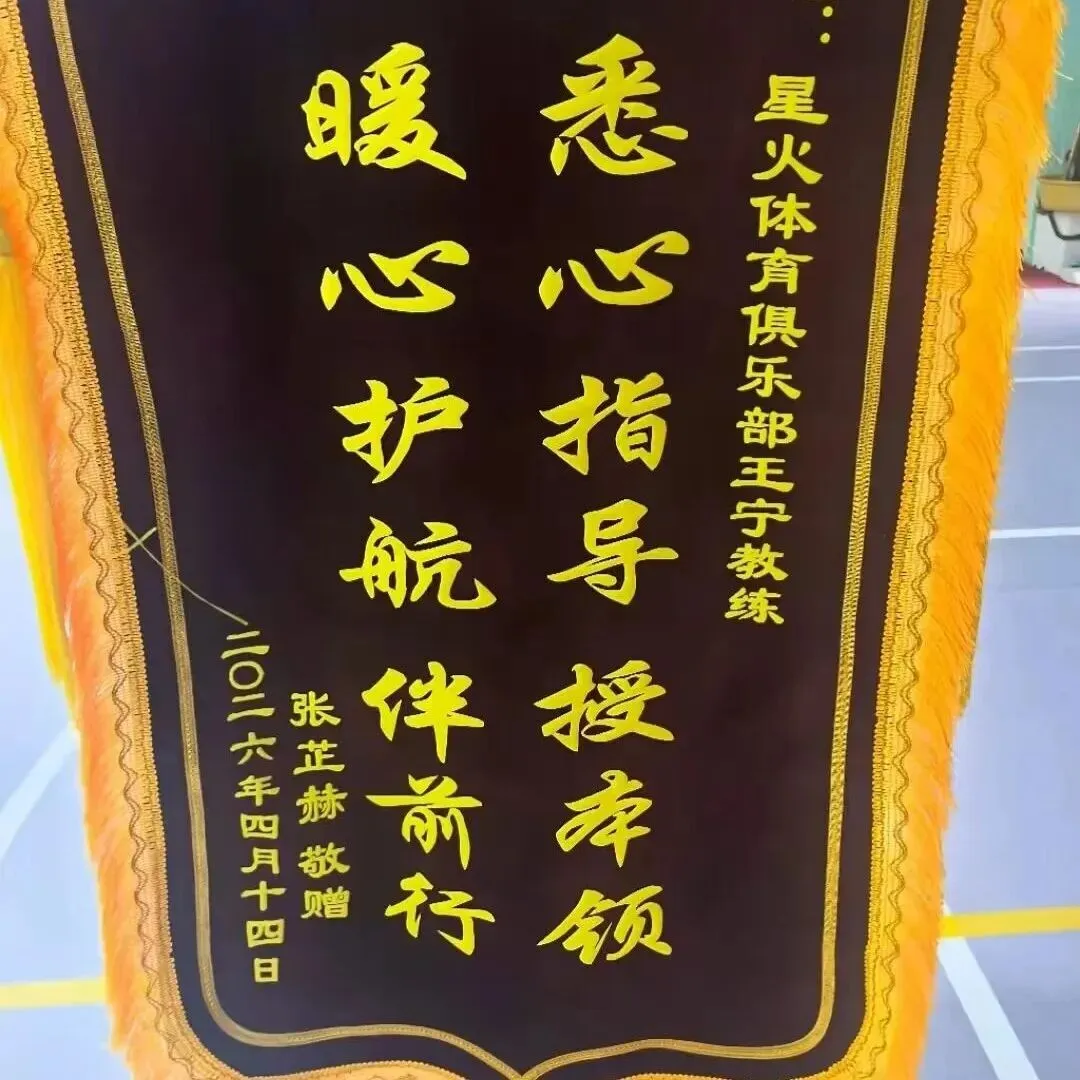 星火体育俱乐部王宁教练
悉心指导授本领
暖心护航伴前行
张芷赫敬赠
二〇二六年四月十四日